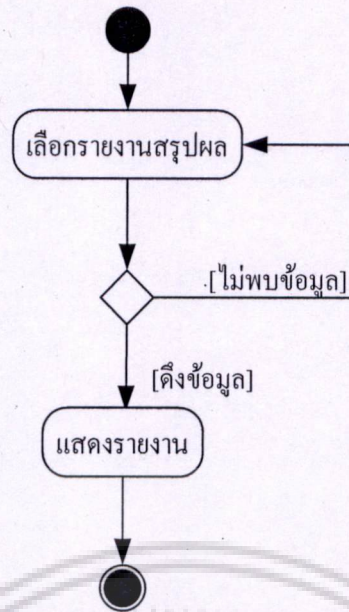 เลือกรายงานสรุปผล
[ไม่พบข้อมูล]
[ดึงข้อมูล]
แสดงรายงาน